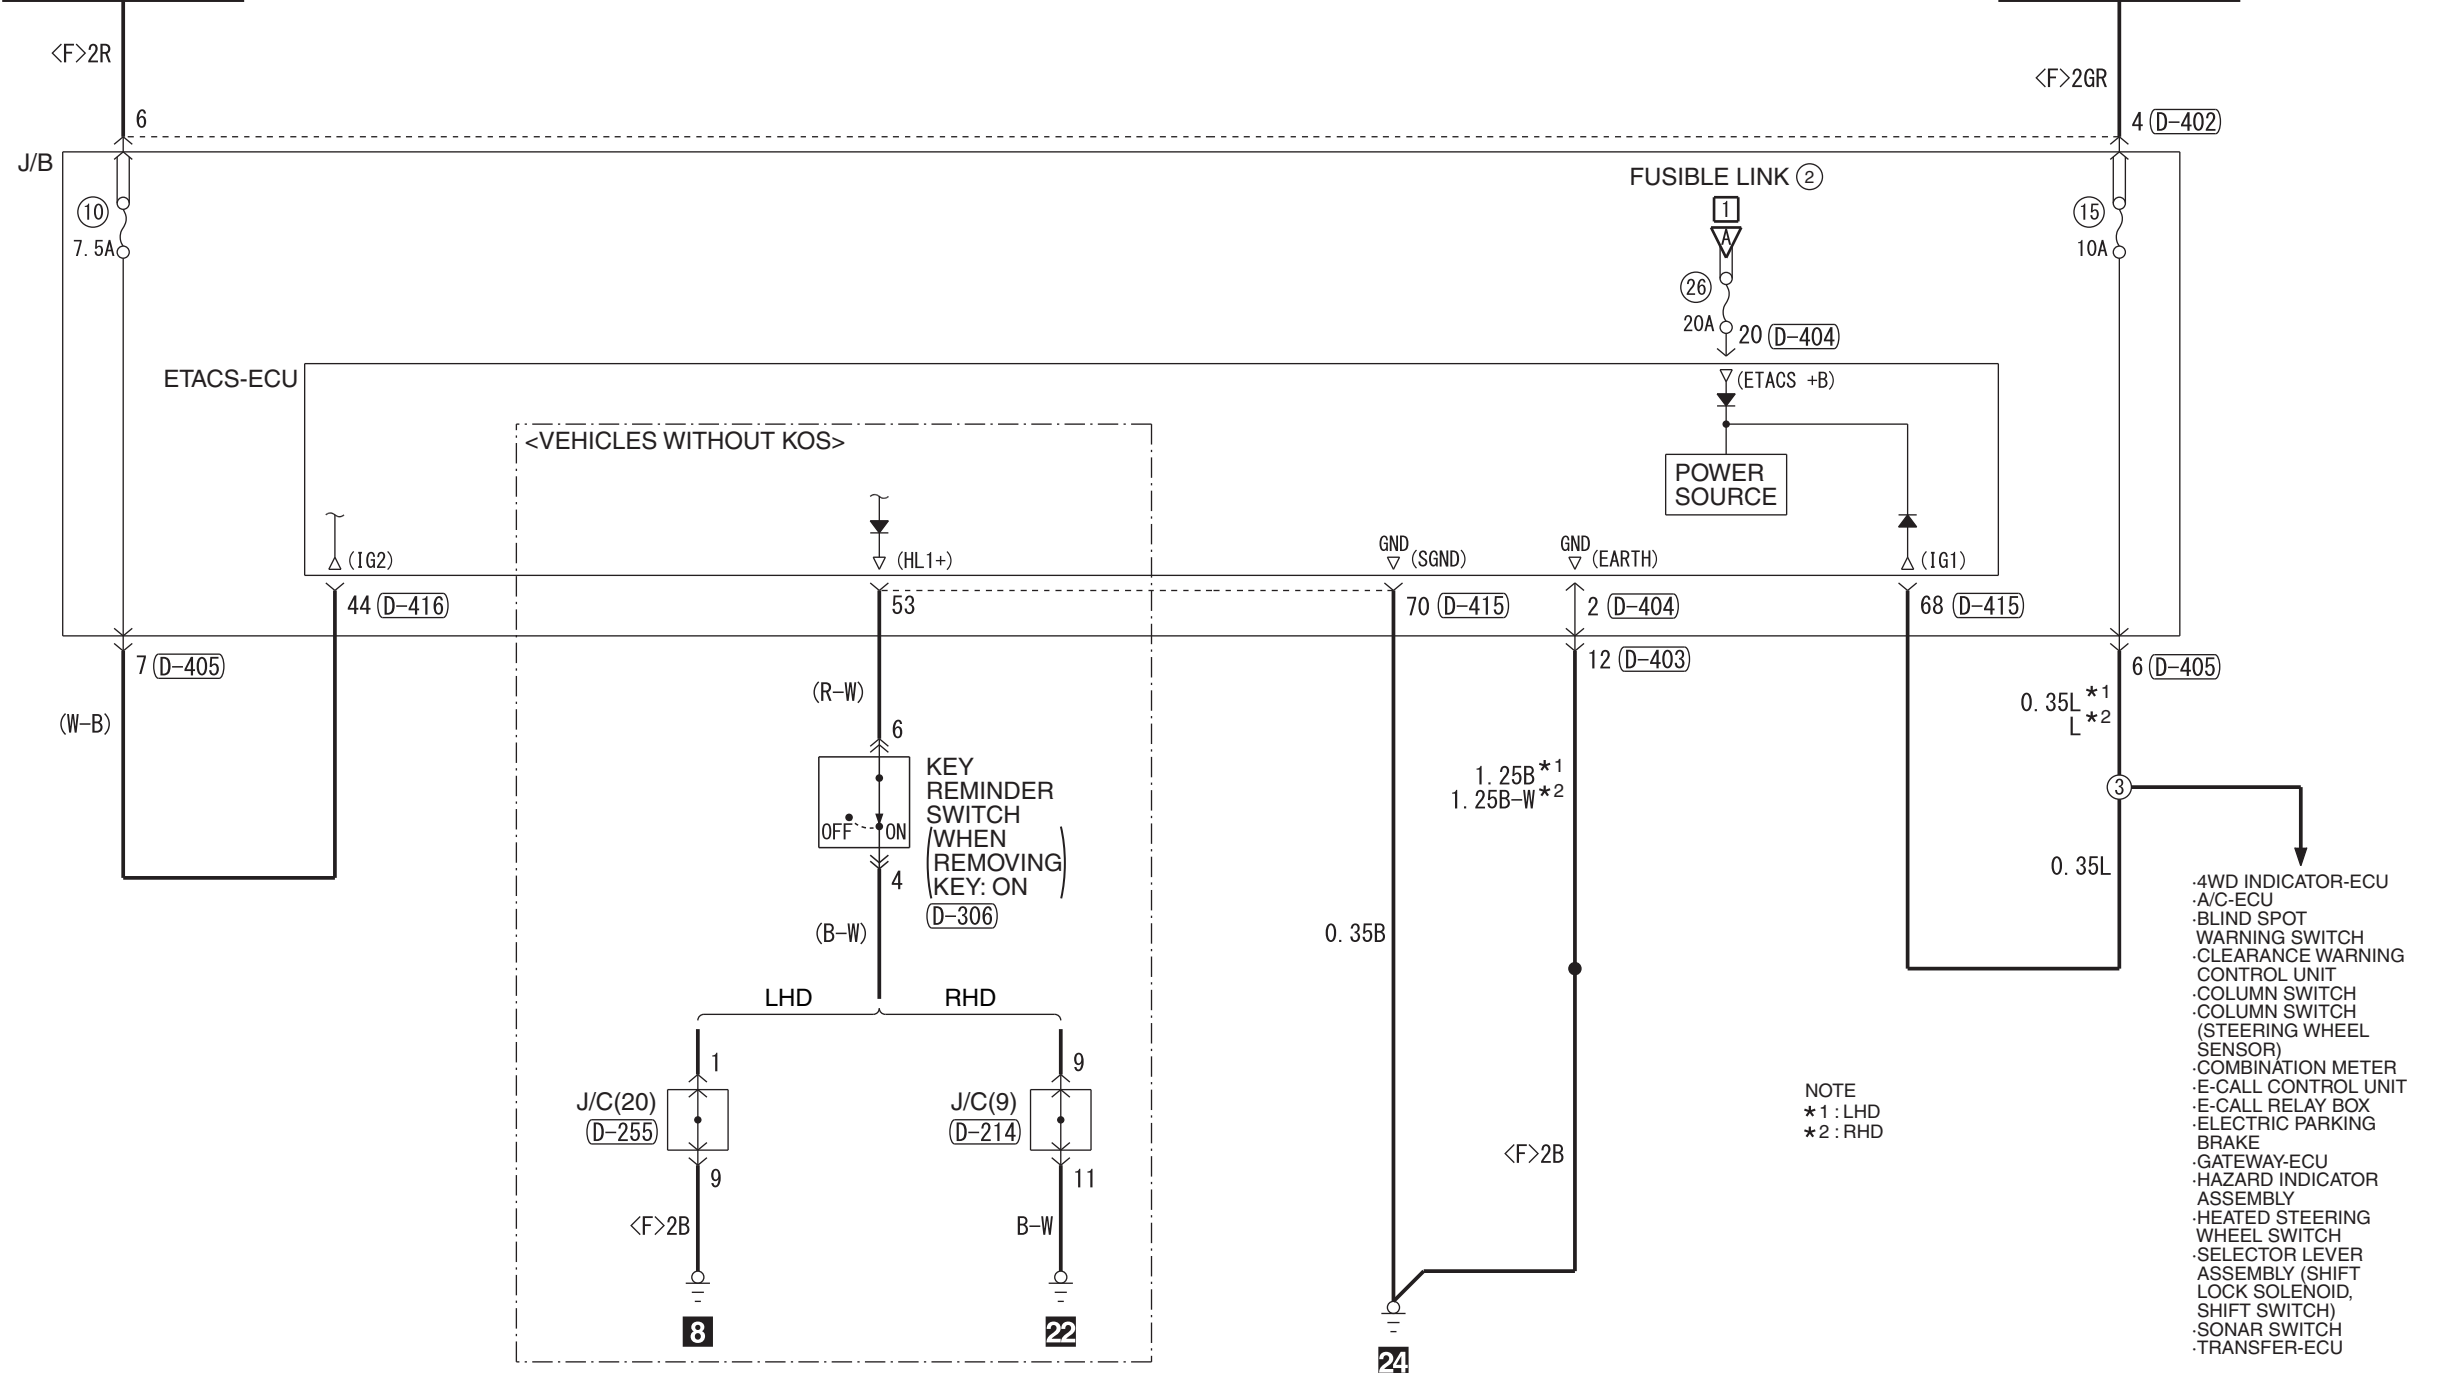 <F>2R
<F>2GR
6
4 (D-402)
J/B
FUSIBLE LINK 2
1
A
10
7.5A
15
10A
26
20A
20 (D-404)
ETACS-ECU
(ETACS +B)
<VEHICLES WITHOUT KOS>
POWER
SOURCE
(IG2)
(HL1+)
GND
(SGND)
GND
(EARTH)
(IG1)
44 (D-416)
53
70 (D-415)
2 (D-404)
68 (D-415)
7 (D-405)
12 (D-403)
6 (D-405)
(W-B)
(R-W)
0.35L*1
L*2
6
KEY
REMINDER
SWITCH
(WHEN
REMOVING
KEY: ON)
OFF
ON
4
(D-306)
(B-W)
1.25B*1
1.25B-W*2
3
0.35L
0.35B
LHD
RHD
1
9
J/C(20)
(D-255)
J/C(9)
(D-214)
9
11
<F>2B
B-W
<F>2B
8
22
24
NOTE
*1 : LHD
*2 : RHD
·4WD INDICATOR-ECU
·A/C-ECU
·BLIND SPOT
WARNING SWITCH
·CLEARANCE WARNING
CONTROL UNIT
·COLUMN SWITCH
·COLUMN SWITCH
(STEERING WHEEL
SENSOR)
·COMBINATION METER
·E-CALL CONTROL UNIT
·E-CALL RELAY BOX
·ELECTRIC PARKING
BRAKE
·GATEWAY-ECU
·HAZARD INDICATOR
ASSEMBLY
·HEATED STEERING
WHEEL SWITCH
·SELECTOR LEVER
ASSEMBLY (SHIFT
LOCK SOLENOID,
SHIFT SWITCH)
·SONAR SWITCH
·TRANSFER-ECU